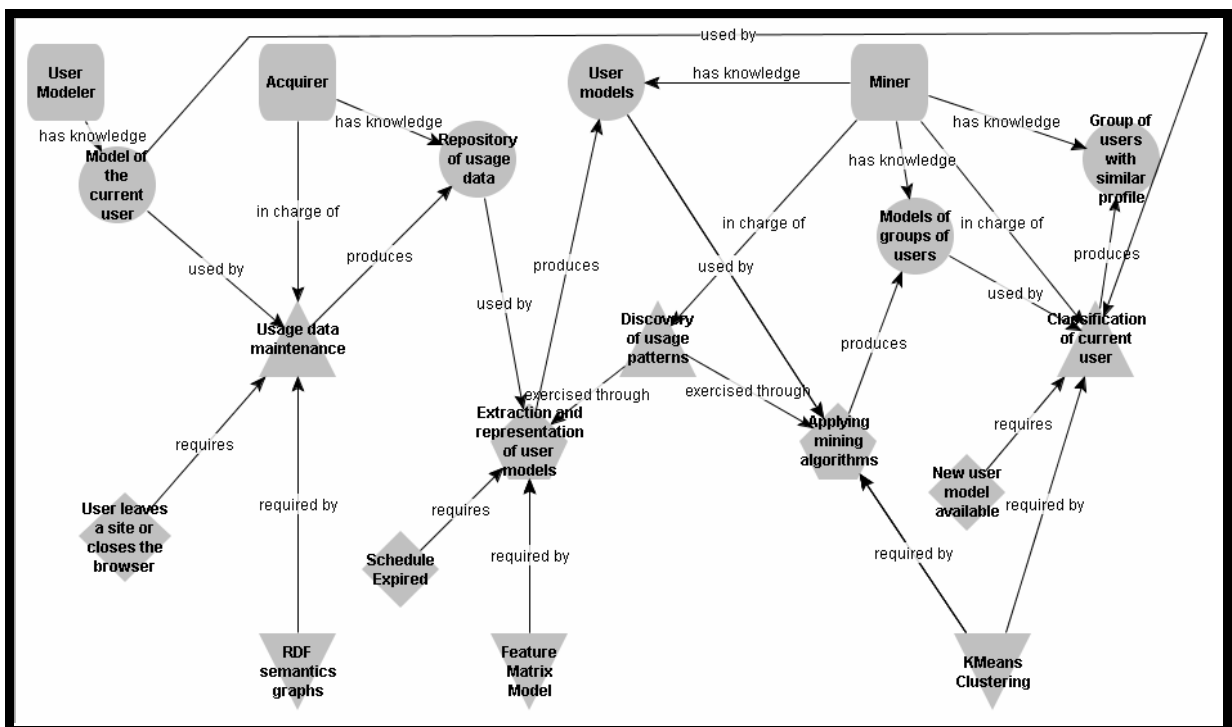 used by
User
Modeler
Acquirer
User
models
has knowledge
Miner
has knowledge
has knowledge
has knowledge
Group of
users
with
similar
profile
Model of
the
current
user
Repository
of usage
data
has knowledge
in charge of
in charge of
in charge of
Models of
groups of
users
used by
produces
produces
used by
produces
used by
used by
Usage data
maintenance
Discovery
of usage
patterns
produces
Classification
of current
user
exercised through
exercised through
Extraction and
representation
of user
models
Applying
mining
algorithms
requires
requires
New user
model
available
User leaves
a site or
closes the
browser
required by
requires
required by
Schedule
Expired
required by
required by
RDF
semantics
graphs
Feature
Matrix
Model
KMeans
Clustering